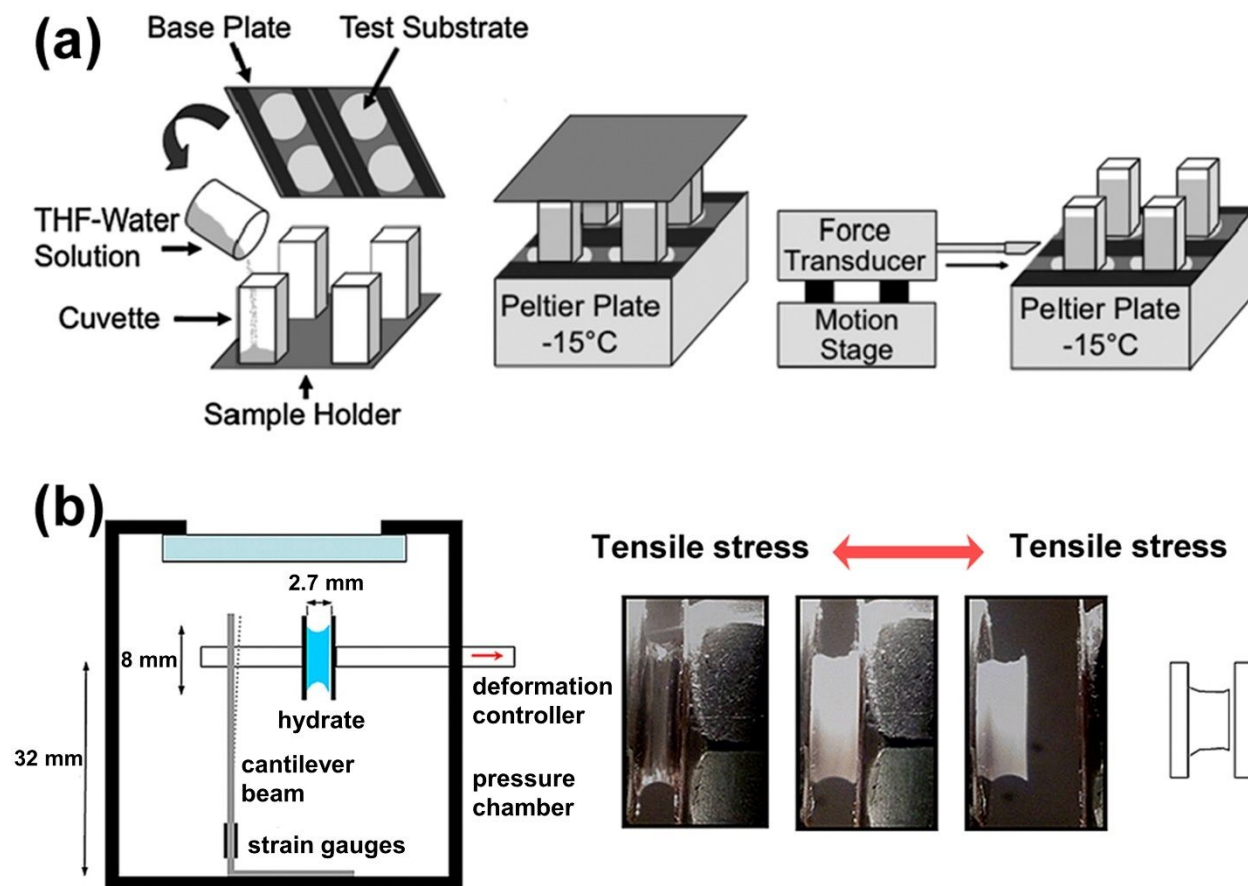 (a)
Base Plate
Test Substrate
THF-Water
Solution
Cuvette
Sample Holder
Peltier Plate
-15°C
Force
Transducer
Motion
Stage
Peltier Plate
-15°C
(b)
2.7 mm
8 mm
hydrate
deformation
controller
32 mm
cantilever
beam
pressure
chamber
strain gauges
Tensile stress
Tensile stress